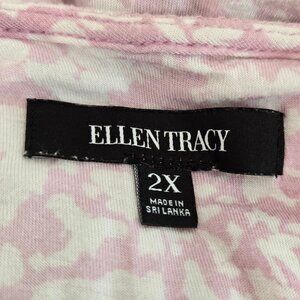 ELLEN TRACY
2X
MADE IN
SRI LANKA